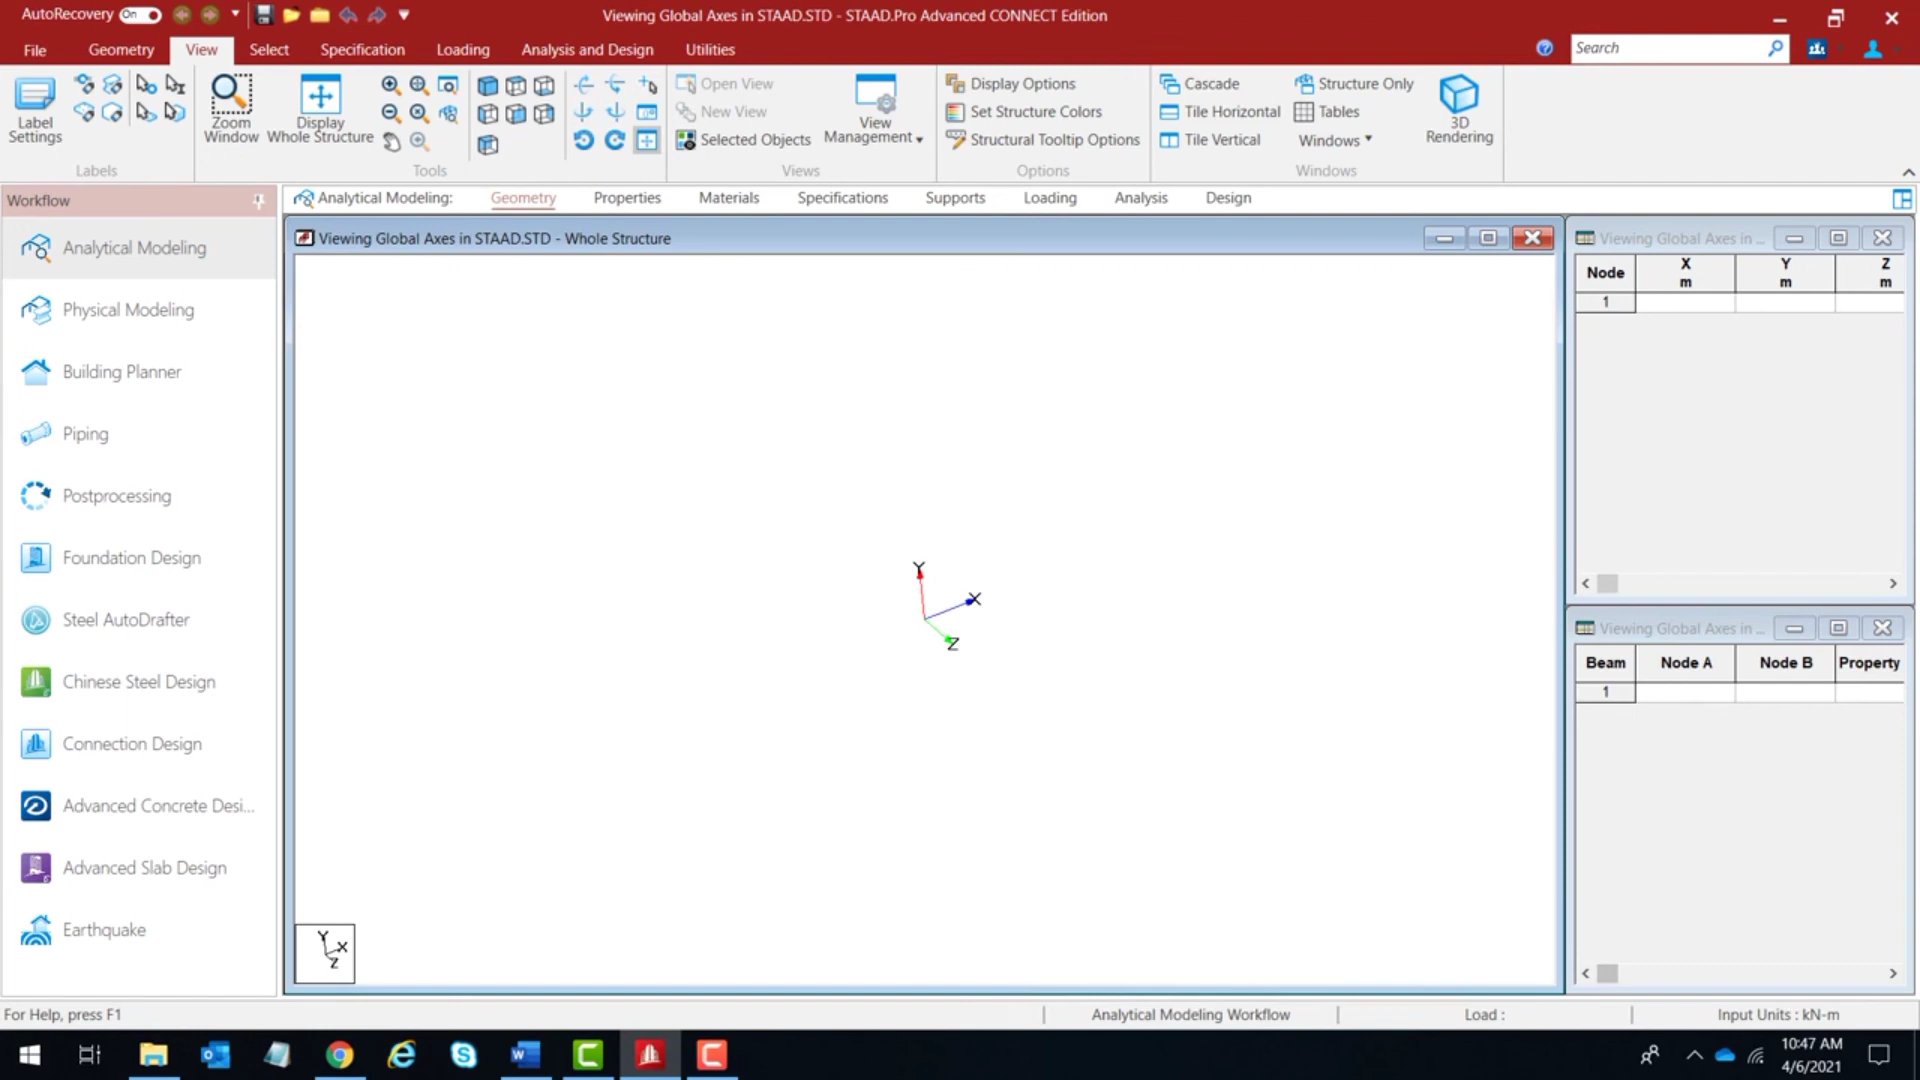 AutoRecovery On
Viewing Global Axes in STAAD.STD - STAAD.Pro Advanced CONNECT Edition
File Geometry View Select Specification Loading Analysis and Design Utilities
Search
Label Settings
Labels
Zoom Window
Display Whole Structure
Tools
Open View
New View
Selected Objects
View Management
Views
Display Options
Set Structure Colors
Structural Tooltip Options
Options
Cascade
Tile Horizontal
Tile Vertical
Structure Only
Tables
Windows
Windows
3D Rendering
Workflow
Analytical Modeling
Physical Modeling
Building Planner
Piping
Postprocessing
Foundation Design
Steel AutoDrafter
Chinese Steel Design
Connection Design
Advanced Concrete Desi...
Advanced Slab Design
Earthquake
Analytical Modeling: Geometry Properties Materials Specifications Supports Loading Analysis Design
Viewing Global Axes in STAAD.STD - Whole Structure
Y
X
Z
Y
X
Z
Viewing Global Axes in ...
Node X m Y m Z m
1
Viewing Global Axes in ...
Beam Node A Node B Property
1
For Help, press F1
Analytical Modeling Workflow
Load :
Input Units : kN-m
10:47 AM
4/6/2021